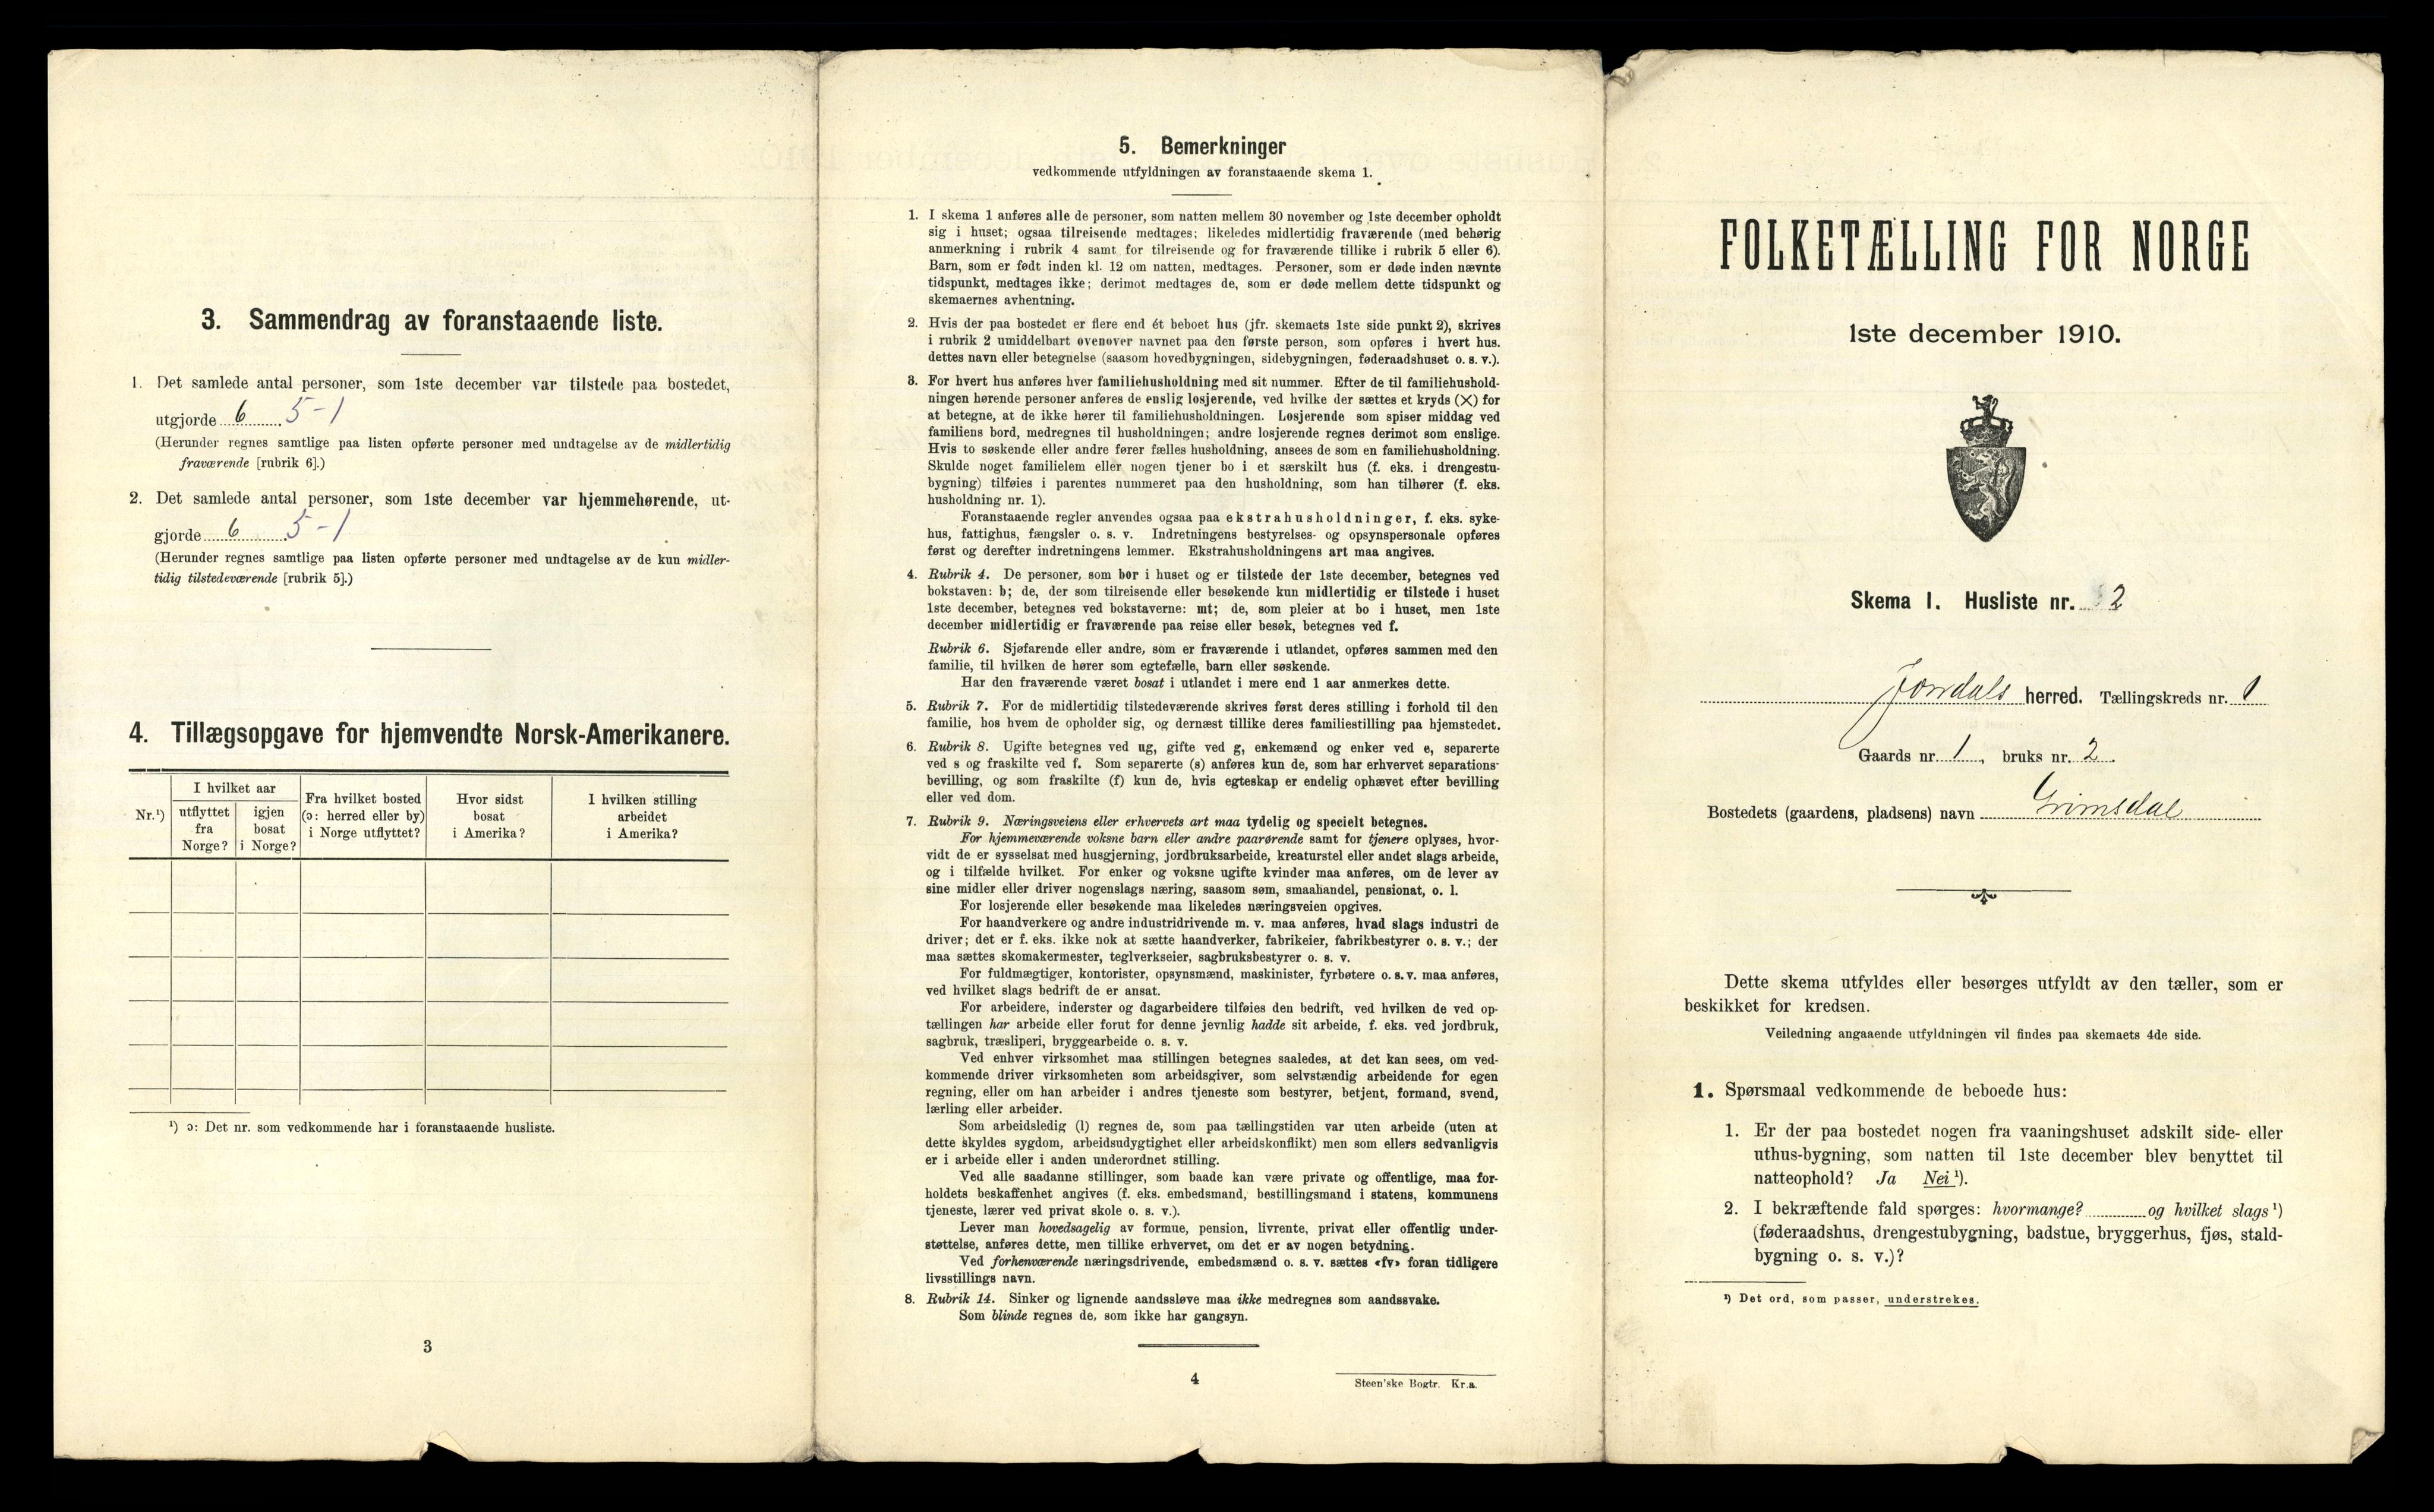 3. Sammendrag av foranstaaende liste.
1. Det samlede antal personer, som 1ste december var tilstede paa bostedet,
utgjorde 6 5-1
(Herunder regnes samtlige paa listen opførte personer med undtagelse av de midlertidig
fraværende [rubrik 6].)
2. Det samlede antal personer, som 1ste december var hjemmehørende, ut-
gjorde 6 5-1
(Herunder regnes samtlige paa listen opførte personer med undtagelse av de kun midler-
tidig tilstedeværende [rubrik 5].)
4. Tillægsopgave for hjemvendte Norsk-Amerikanere.
Nr.¹)
I hvilket aar
utflyttet
fra
Norge?
igjen
bosat
i Norge?
Fra hvilket bosted
(ɔ: herred eller by)
i Norge utflyttet?
Hvor sidst
bosat
i Amerika?
I hvilken stilling
arbeidet
i Amerika?
¹) ɔ: Det nr. som vedkommende har i foranstaaende husliste.
3
5. Bemerkninger
vedkommende utfyldningen av foranstaaende skema 1.
1. I skema 1 anføres alle de personer, som natten mellem 30 november og 1ste december opholdt
sig i huset; ogsaa tilreisende medtages; likeledes midlertidig fraværende (med behørig
anmerkning i rubrik 4 samt for tilreisende og for fraværende tillike i rubrik 5 eller 6).
Barn, som er født inden kl. 12 om natten, medtages. Personer, som er døde inden nævnte
tidspunkt, medtages ikke; derimot medtages de, som er døde mellem dette tidspunkt og
skemaernes avhentning.
2. Hvis der paa bostedet er flere end ét beboet hus (jfr. skemaets 1ste side punkt 2), skrives
i rubrik 2 umiddelbart ovenover navnet paa den første person, som opføres i hvert hus.
dettes navn eller betegnelse (saasom hovedbygningen, sidebygningen, føderaadshuset o. s. v.).
3. For hvert hus anføres hver familiehusholdning med sit nummer. Efter de til familiehushold-
ningen hørende personer anføres de enslig losjerende, ved hvilke der sættes et kryds (×) for
at betegne, at de ikke hører til familiehusholdningen. Losjerende som spiser middag ved
familiens bord, medregnes til husholdningen; andre losjerende regnes derimot som enslige.
Hvis to søskende eller andre fører fælles husholdning, ansees de som en familiehusholdning.
Skulde noget familielem eller nogen tjener bo i et særskilt hus (f. eks. i drengestu-
bygning) tilføies i parentes nummeret paa den husholdning, som han tilhører (f. eks.
husholdning nr. 1).
Foranstaaende regler anvendes ogsaa paa ekstrahusholdninger, f. eks. syke-
hus, fattighus, fængsler o. s. v. Indretningens bestyrelses- og opsynspersonale opføres
først og derefter indretningens lemmer. Ekstrahusholdningens art maa angives.
4. Rubrik 4. De personer, som bor i huset og er tilstede der 1ste december, betegnes ved
bokstaven: b; de, der som tilreisende eller besøkende kun midlertidig er tilstede i huset
1ste december, betegnes ved bokstaverne: mt; de, som pleier at bo i huset, men 1ste
december midlertidig er fraværende paa reise eller besøk, betegnes ved f.
Rubrik 6. Sjøfarende eller andre, som er fraværende i utlandet, opføres sammen med den
familie, til hvilken de hører som egtefælle, barn eller søskende.
Har den fraværende været bosat i utlandet i mere end 1 aar anmerkes dette.
5. Rubrik 7. For de midlertidig tilstedeværende skrives først deres stilling i forhold til den
familie, hos hvem de opholder sig, og dernæst tillike deres familiestilling paa hjemstedet.
6. Rubrik 8. Ugifte betegnes ved ug, gifte ved g, enkemænd og enker ved e, separerte
ved s og fraskilte ved f. Som separerte (s) anføres kun de, som har erhvervet separations-
bevilling, og som fraskilte (f) kun de, hvis egteskap er endelig ophævet efter bevilling
eller ved dom.
7. Rubrik 9. Næringsveiens eller erhvervets art maa tydelig og specielt betegnes.
For hjemmeværende voksne barn eller andre paarørende samt for tjenere oplyses, hvor-
vidt de er sysselsat med husgjerning, jordbruksarbeide, kreaturstel eller andet slags arbeide,
og i tilfælde hvilket. For enker og voksne ugifte kvinder maa anføres, om de lever av
sine midler eller driver nogenslags næring, saasom søm, smaahandel, pensionat, o. l.
For losjerende eller besøkende maa likeledes næringsveien opgives.
For haandverkere og andre industridrivende m. v. maa anføres, hvad slags industri de
driver; det er f. eks. ikke nok at sætte haandverker, fabrikeier, fabrikbestyrer o. s. v.; der
maa sættes skomakermester, teglverkseier, sagbruksbestyrer o. s. v.
For fuldmægtiger, kontorister, opsynsmænd, maskinister, fyrbøtere o. s. v. maa anføres,
ved hvilket slags bedrift de er ansat.
For arbeidere, inderster og dagarbeidere tilføies den bedrift, ved hvilken de ved op-
tællingen har arbeide eller forut for denne jevnlig hadde sit arbeide, f. eks. ved jordbruk,
sagbruk, træsliperi, bryggearbeide o. s. v.
Ved enhver virksomhet maa stillingen betegnes saaledes, at det kan sees, om ved-
kommende driver virksomheten som arbeidsgiver, som selvstændig arbeidende for egen
regning, eller om han arbeider i andres tjeneste som bestyrer, betjent, formand, svend,
lærling eller arbeider.
Som arbeidsledig (l) regnes de, som paa tællingstiden var uten arbeide (uten at
dette skyldes sygdom, arbeidsudygtighet eller arbeidskonflikt) men som ellers sedvanligvis
er i arbeide eller i anden underordnet stilling.
Ved alle saadanne stillinger, som baade kan være private og offentlige, maa for-
holdets beskaffenhet angives (f. eks. embedsmand, bestillingsmand i statens, kommunens
tjeneste, lærer ved privat skole o. s. v.).
Lever man hovedsagelig av formue, pension, livrente, privat eller offentlig under-
støttelse, anføres dette, men tillike erhvervet, om det er av nogen betydning.
Ved forhenværende næringsdrivende, embedsmænd o. s. v. sættes «fv» foran tidligere
livsstillings navn.
8. Rubrik 14. Sinker og lignende aandssløve maa ikke medregnes som aandssvake.
Som blinde regnes de, som ikke har gangsyn.
4
Steen'ske Bogtr. Kr.a.
FOLKETÆLLING FOR NORGE
1ste december 1910.
Skema 1. Husliste nr. 2
Jondals herred. Tællingskreds nr. 1
Gaards nr. 1, bruks nr. 2.
Bostedets (gaardens, pladsens) navn Grimsdal
Dette skema utfyldes eller besørges utfyldt av den tæller, som er
beskikket for kredsen.
Veiledning angaaende utfyldningen vil findes paa skemaets 4de side.
1. Spørsmaal vedkommende de beboede hus:
1. Er der paa bostedet nogen fra vaaningshuset adskilt side- eller
uthus-bygning, som natten til 1ste december blev benyttet til
natteophold? Ja Nei ¹).
2. I bekræftende fald spørges: hvormange? og hvilket slags ¹)
(føderaadshus, drengestubygning, badstue, bryggerhus, fjøs, stald-
bygning o. s. v.)?
¹) Det ord, som passer, understrekes.